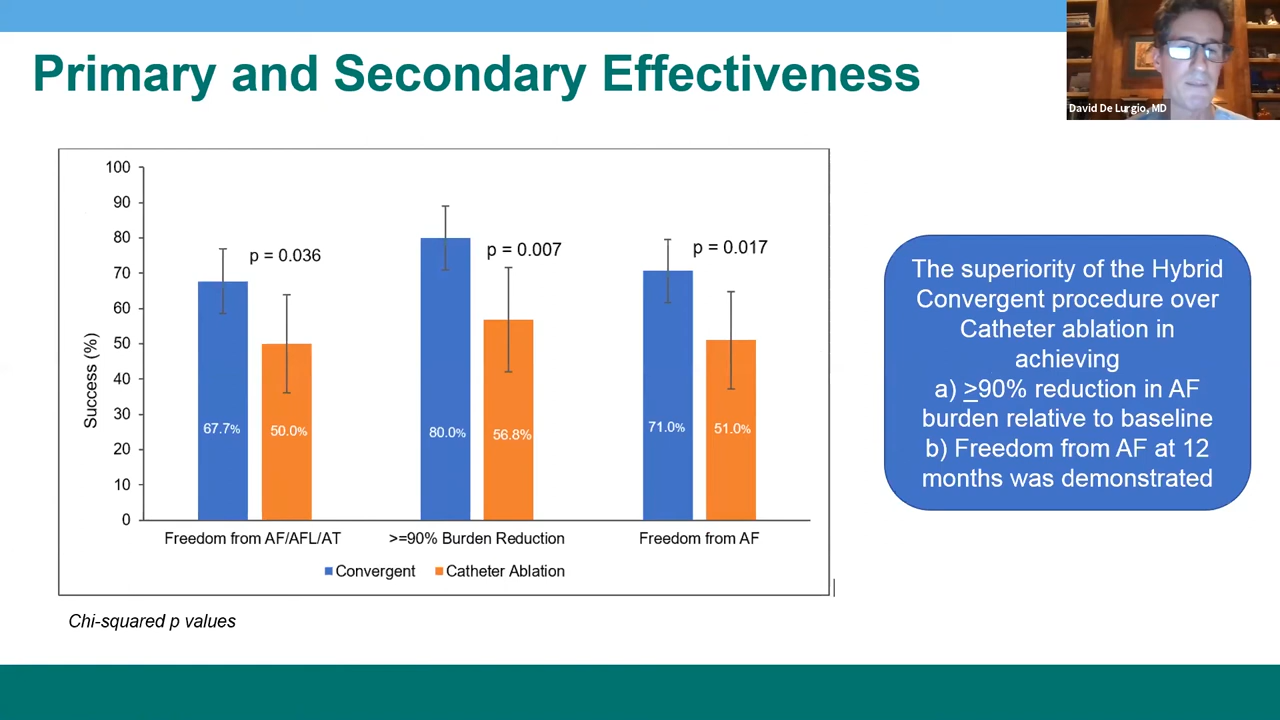 Primary and Secondary Effectiveness
David De Lurgio, MD
100
90
80
70
60
50
40
30
20
10
0
Success (%)
p = 0.036
p = 0.007
p = 0.017
67.7%
50.0%
80.0%
56.8%
71.0%
51.0%
Freedom from AF/AFL/AT
>=90% Burden Reduction
Freedom from AF
Convergent
Catheter Ablation
Chi-squared p values
The superiority of the Hybrid
Convergent procedure over
Catheter ablation in
achieving
a) >90% reduction in AF
burden relative to baseline
b) Freedom from AF at 12
months was demonstrated